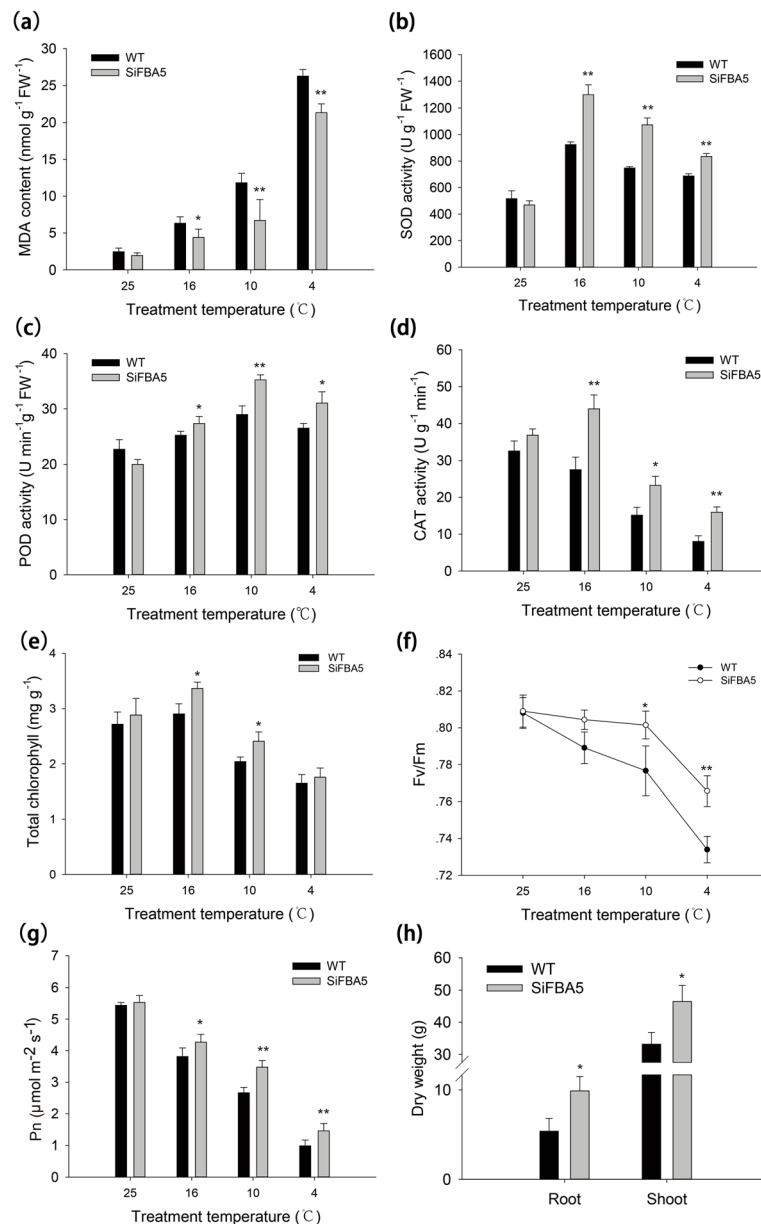 (a)
WT
SiFBA5
MDA content (nmol g⁻¹ FW⁻¹)
30
25
20
15
10
5
0
*
**
**
25 16 10 4
Treatment temperature (℃)
(b)
WT
SiFBA5
SOD activity (U g⁻¹ FW⁻¹)
1600
1400
1200
1000
800
600
400
200
0
**
**
**
25 16 10 4
Treatment temperature (℃)
(c)
WT
SiFBA5
POD activity (U min⁻¹g⁻¹ FW⁻¹)
40
30
20
10
0
*
**
*
25 16 10 4
Treatment temperature (℃)
(d)
WT
SiFBA5
CAT activity (U g⁻¹ min⁻¹)
60
50
40
30
20
10
0
**
*
**
25 16 10 4
Treatment temperature (℃)
(e)
WT
SiFBA5
Total chlorophyll (mg g⁻¹)
4
3
2
1
0
*
*
25 16 10 4
Treatment temperature (℃)
(f)
WT
SiFBA5
Fv/Fm
.84
.82
.80
.78
.76
.74
.72
*
**
25 16 10 4
Treatment temperature (℃)
(g)
WT
SiFBA5
Pn (µmol m⁻² s⁻¹)
7
6
5
4
3
2
1
0
*
**
**
25 16 10 4
Treatment temperature (℃)
(h)
WT
SiFBA5
Dry weight (g)
60
50
40
30
10
0
*
*
Root Shoot